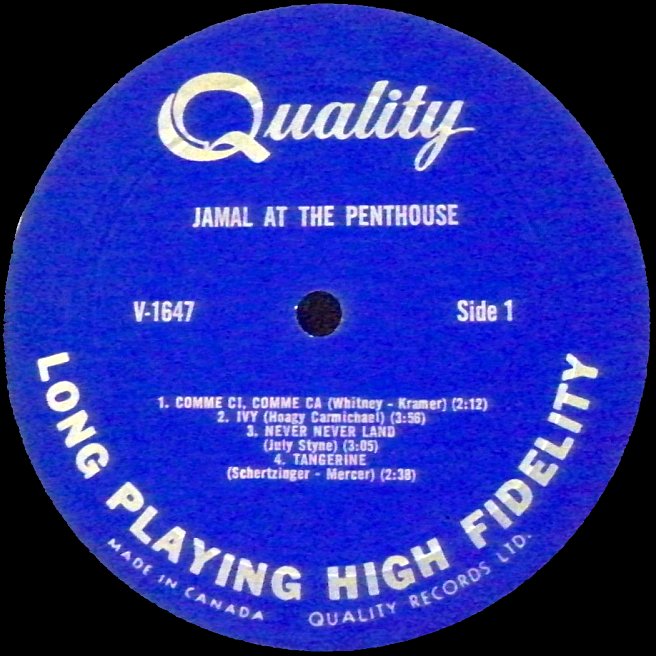 Quality
JAMAL AT THE PENTHOUSE
V-1647
Side 1
1. COMME CI, COMME CA (Whitney - Kramer) (2:12)
2. IVY (Hoagy Carmichael) (3:56)
3. NEVER NEVER LAND
(July Styne) (3:05)
4. TANGERINE
(Schertzinger - Mercer) (2:38)
LONG PLAYING HIGH FIDELITY
MADE IN CANADA
QUALITY RECORDS LTD.